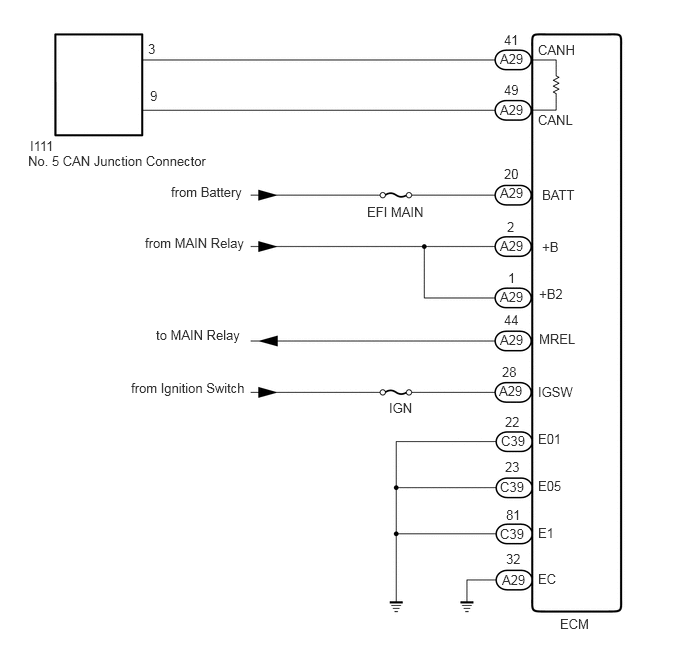 41
3
A29
CANH
49
9
A29
CANL
I111
No. 5 CAN Junction Connector
20
from Battery
EFI MAIN
A29
BATT
2
from MAIN Relay
A29
+B
1
A29
+B2
44
to MAIN Relay
A29
MREL
28
from Ignition Switch
IGN
A29
IGSW
22
C39
E01
23
C39
E05
81
C39
E1
32
A29
EC
ECM